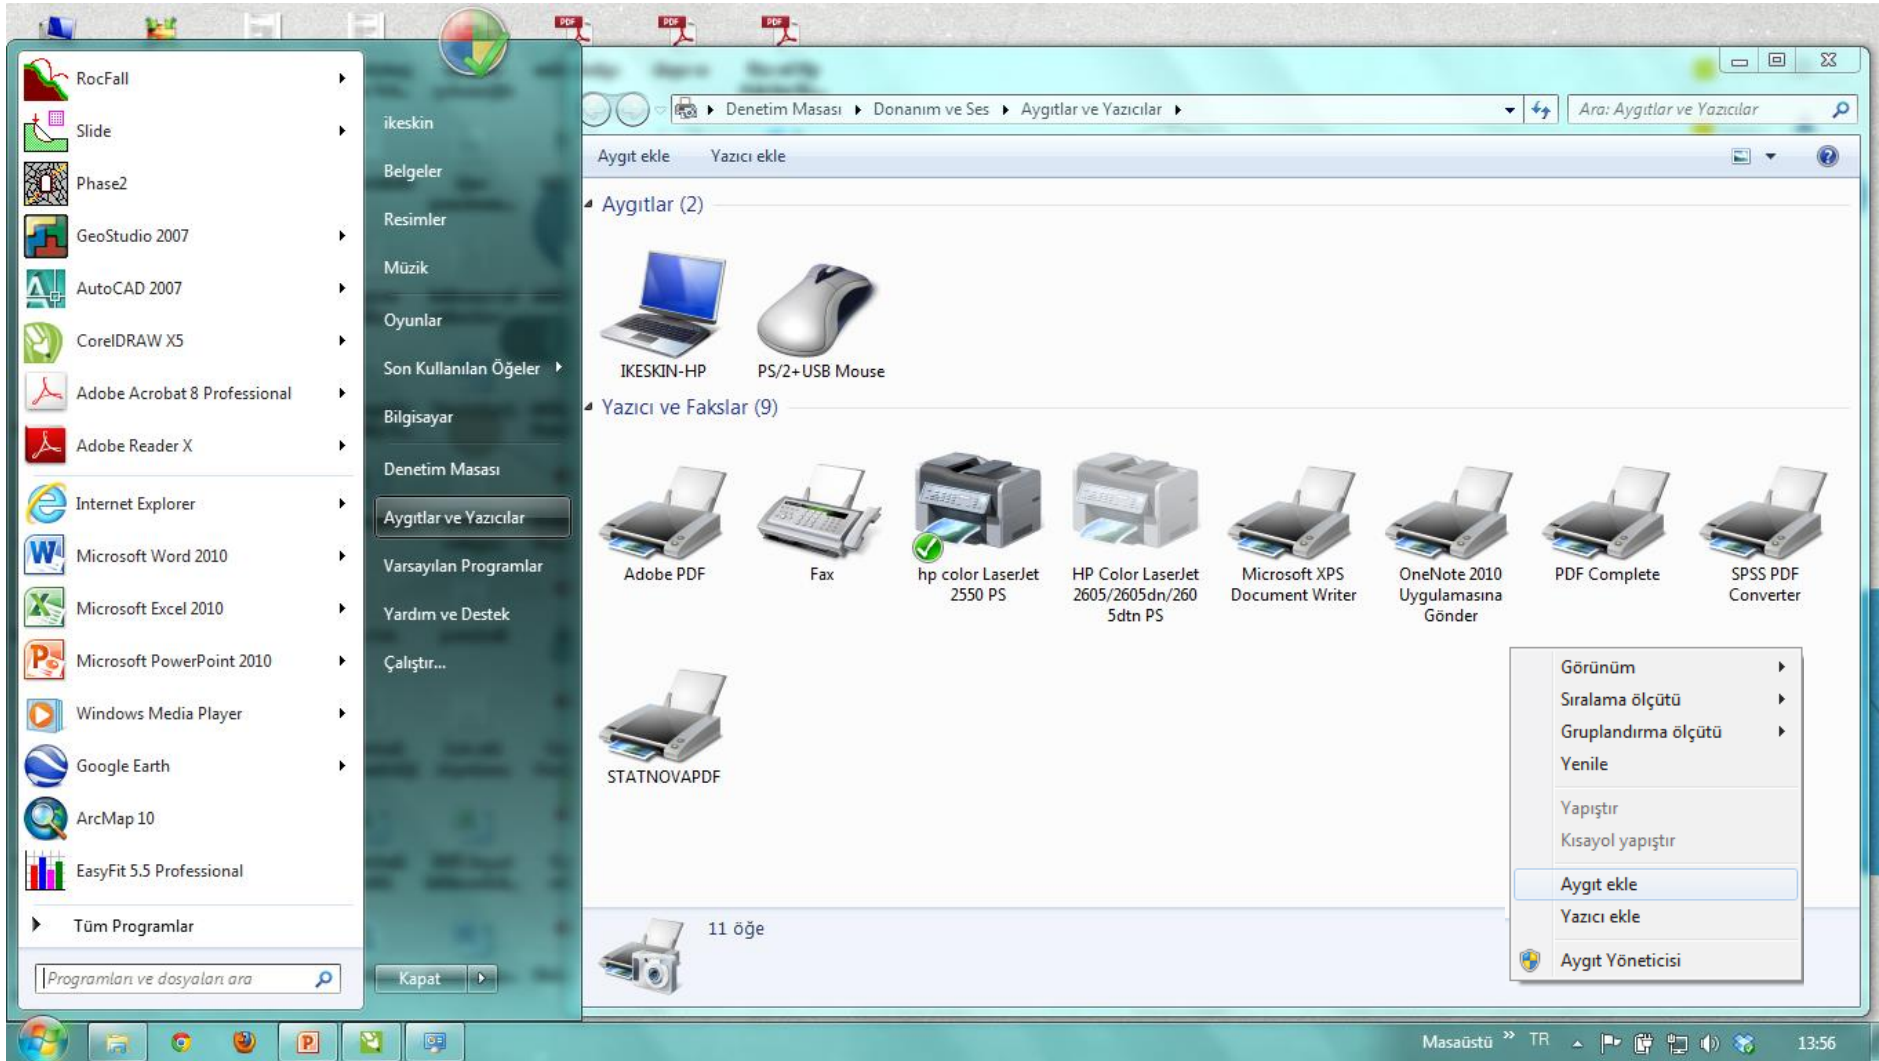 PDF
PDF
PDF
RocFall
Slide
Phase2
GeoStudio 2007
AutoCAD 2007
CorelDRAW X5
Adobe Acrobat 8 Professional
Adobe Reader X
Internet Explorer
Microsoft Word 2010
Microsoft Excel 2010
Microsoft PowerPoint 2010
Windows Media Player
Google Earth
ArcMap 10
EasyFit 5.5 Professional
Tüm Programlar
Programları ve dosyaları ara
ikeskin
Belgeler
Resimler
Müzik
Oyunlar
Son Kullanılan Öğeler
Bilgisayar
Denetim Masası
Aygıtlar ve Yazıcılar
Varsayılan Programlar
Yardım ve Destek
Çalıştır...
Kapat
Denetim Masası Donanım ve Ses Aygıtlar ve Yazıcılar
Ara: Aygıtlar ve Yazıcılar
Aygıt ekle Yazıcı ekle
Aygıtlar (2)
IKESKIN-HP
PS/2+USB Mouse
Yazıcı ve Fakslar (9)
Adobe PDF
Fax
hp color LaserJet
2550 PS
HP Color LaserJet
2605/2605dn/260
5dtn PS
Microsoft XPS
Document Writer
OneNote 2010
Uygulamasına
Gönder
PDF Complete
SPSS PDF
Converter
STATNOVAPDF
Görünüm
Sıralama ölçütü
Gruplandırma ölçütü
Yenile
Yapıştır
Kısayol yapıştır
Aygıt ekle
Yazıcı ekle
Aygıt Yöneticisi
11 öğe
Masaüstü » TR 13:56